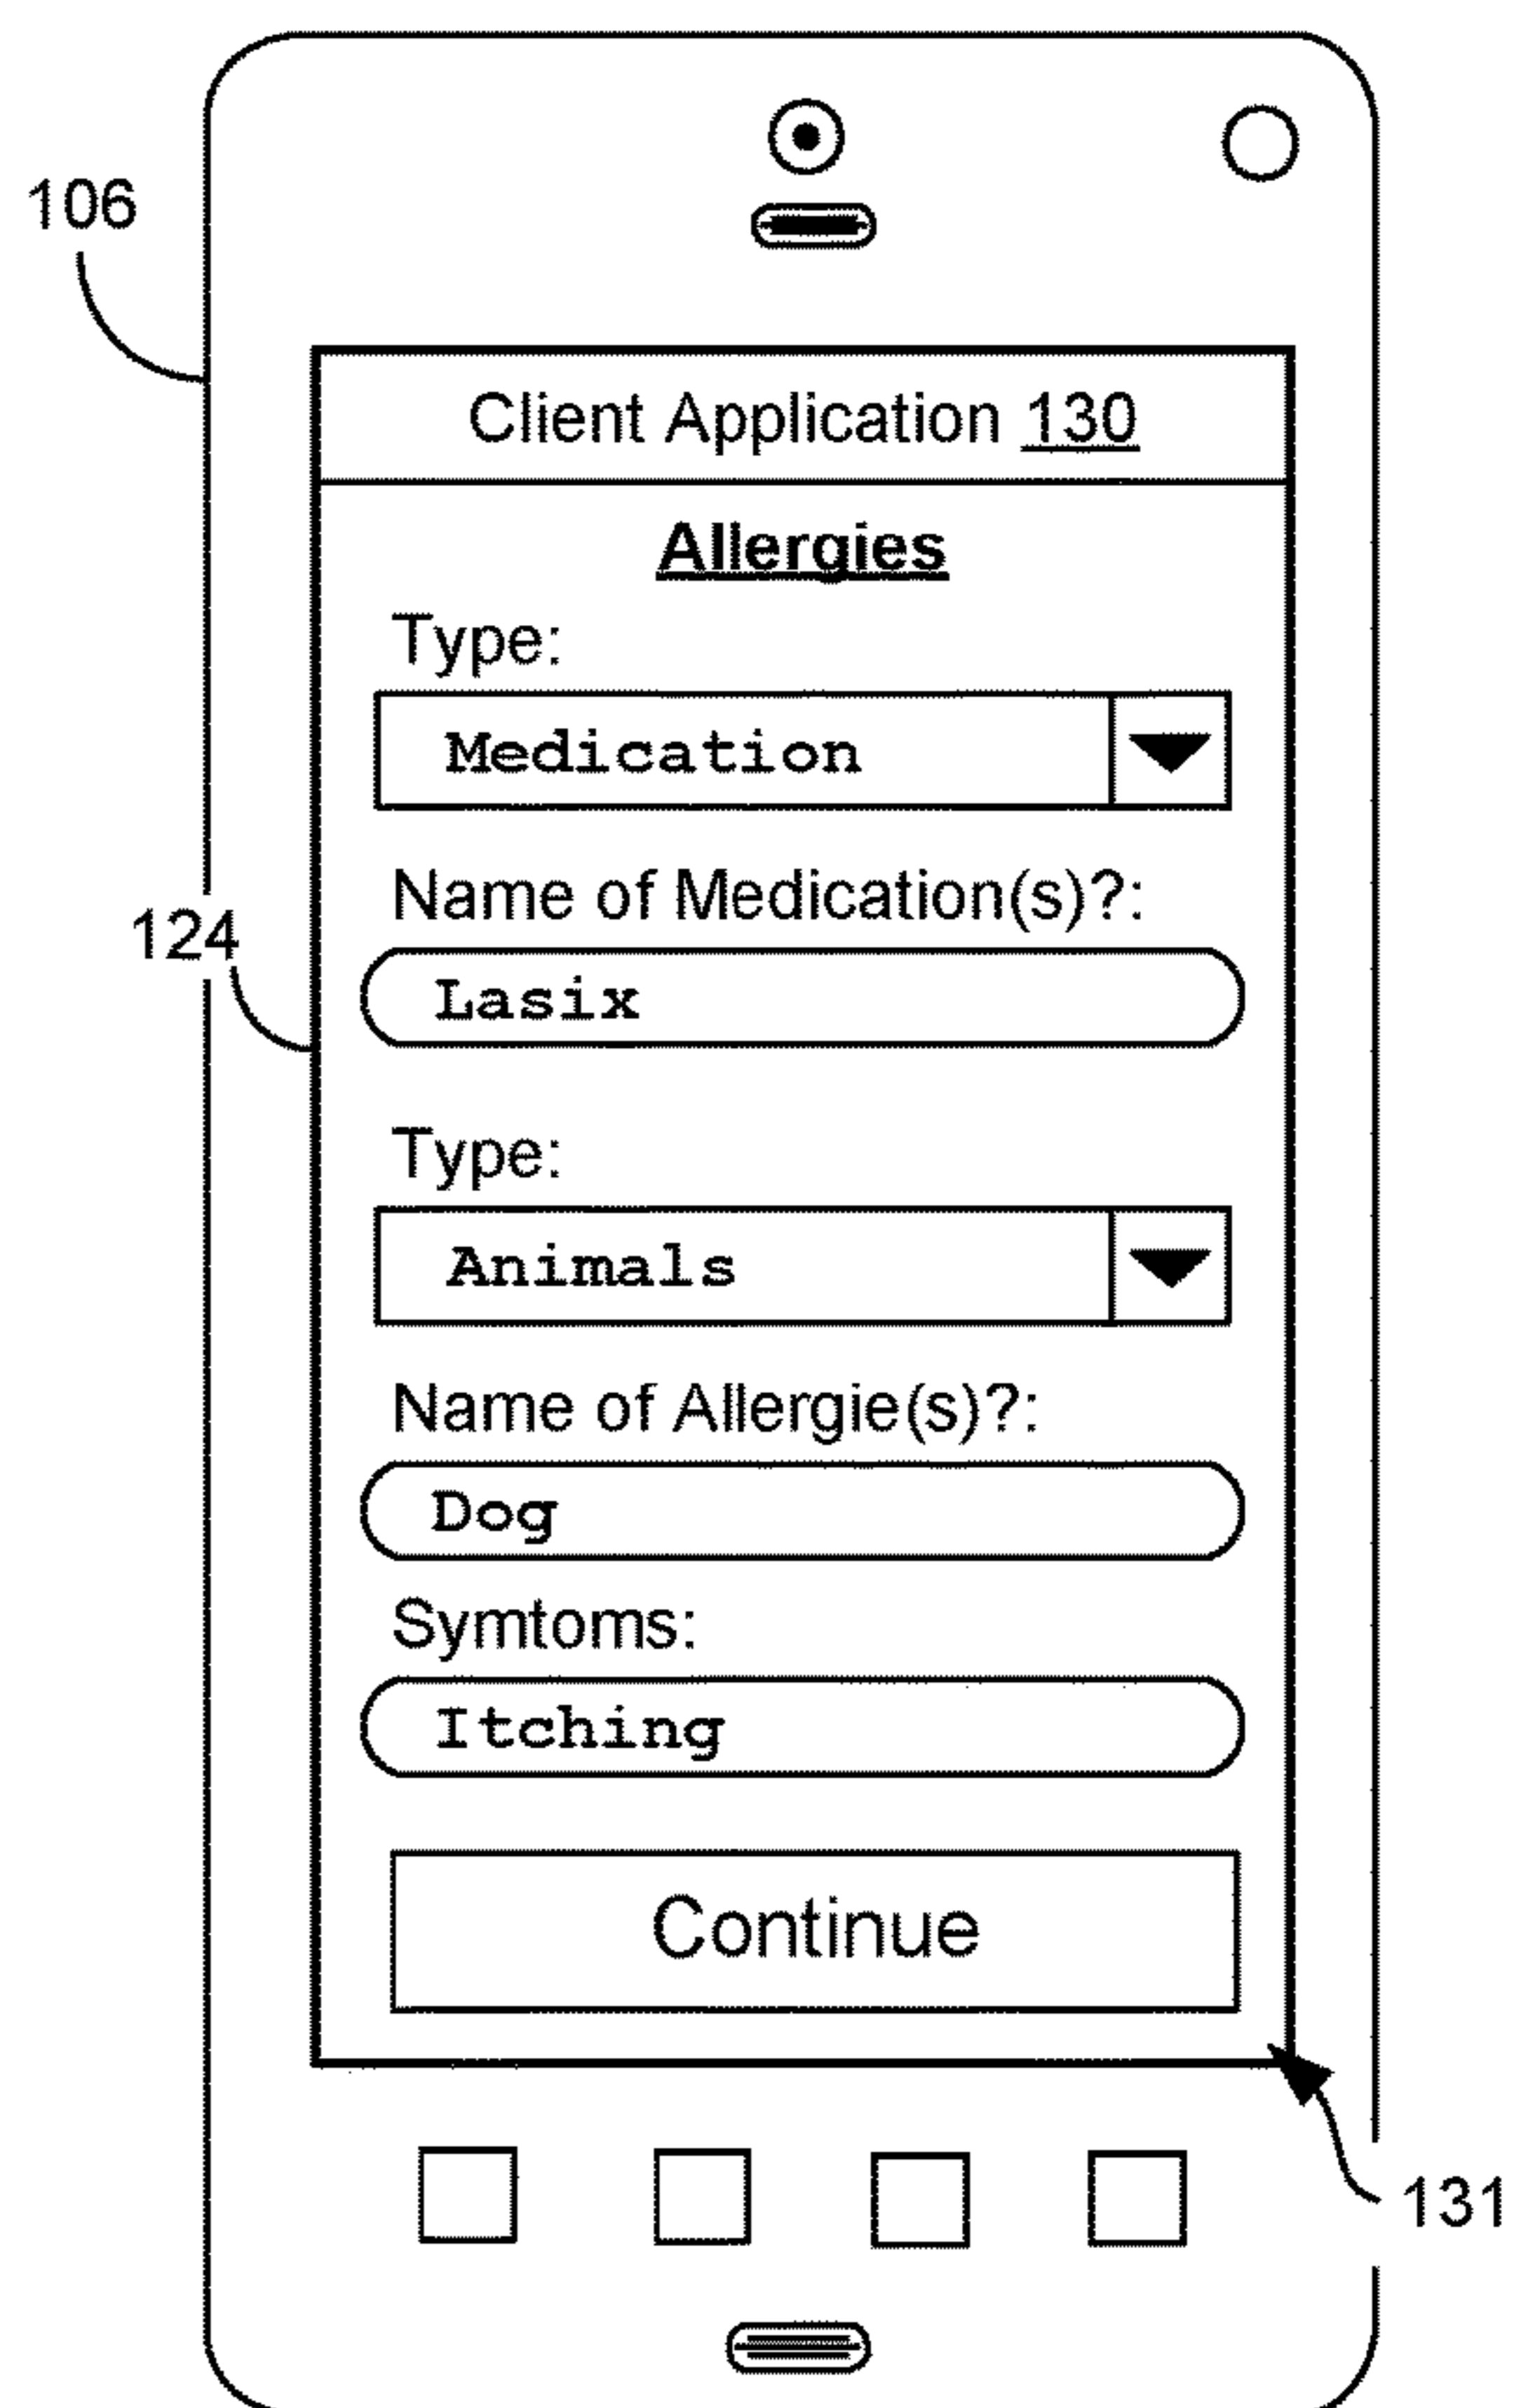 106
Client Application 130
Allergies
Type:
Medication
Name of Medication(s)?:
124
Lasix
Type:
Animals
Name of Allergie(s)?:
Dog
Symtoms:
Itching
Continue
131